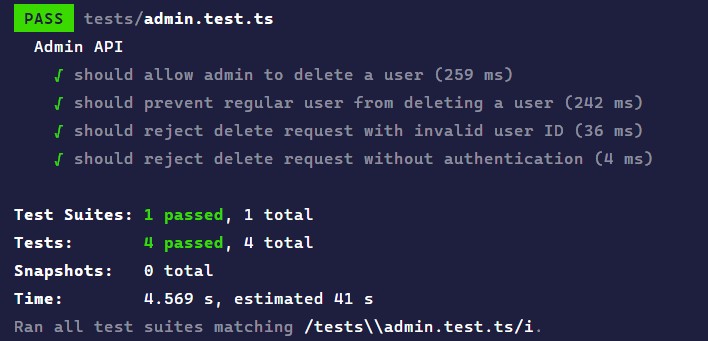 PASS tests/admin.test.ts
Admin API
√ should allow admin to delete a user (259 ms)
√ should prevent regular user from deleting a user (242 ms)
√ should reject delete request with invalid user ID (36 ms)
√ should reject delete request without authentication (4 ms)
Test Suites: 1 passed, 1 total
Tests: 4 passed, 4 total
Snapshots: 0 total
Time: 4.569 s, estimated 41 s
Ran all test suites matching /tests\\admin.test.ts/i.